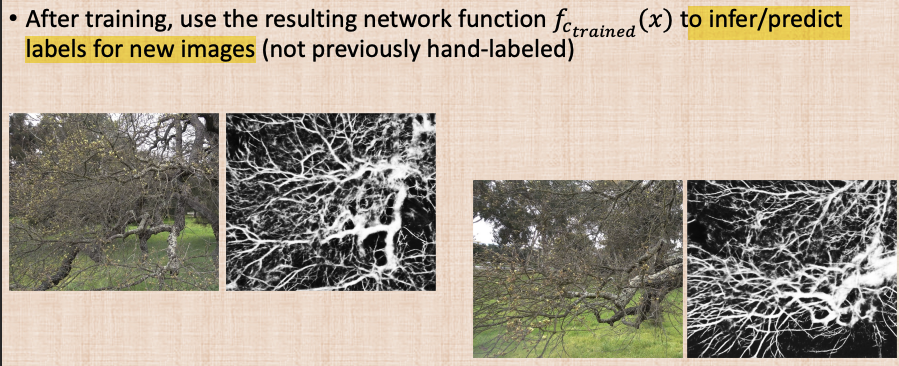 • After training, use the resulting network function f_{c_{trained}}(x) to infer/predict
labels for new images (not previously hand-labeled)